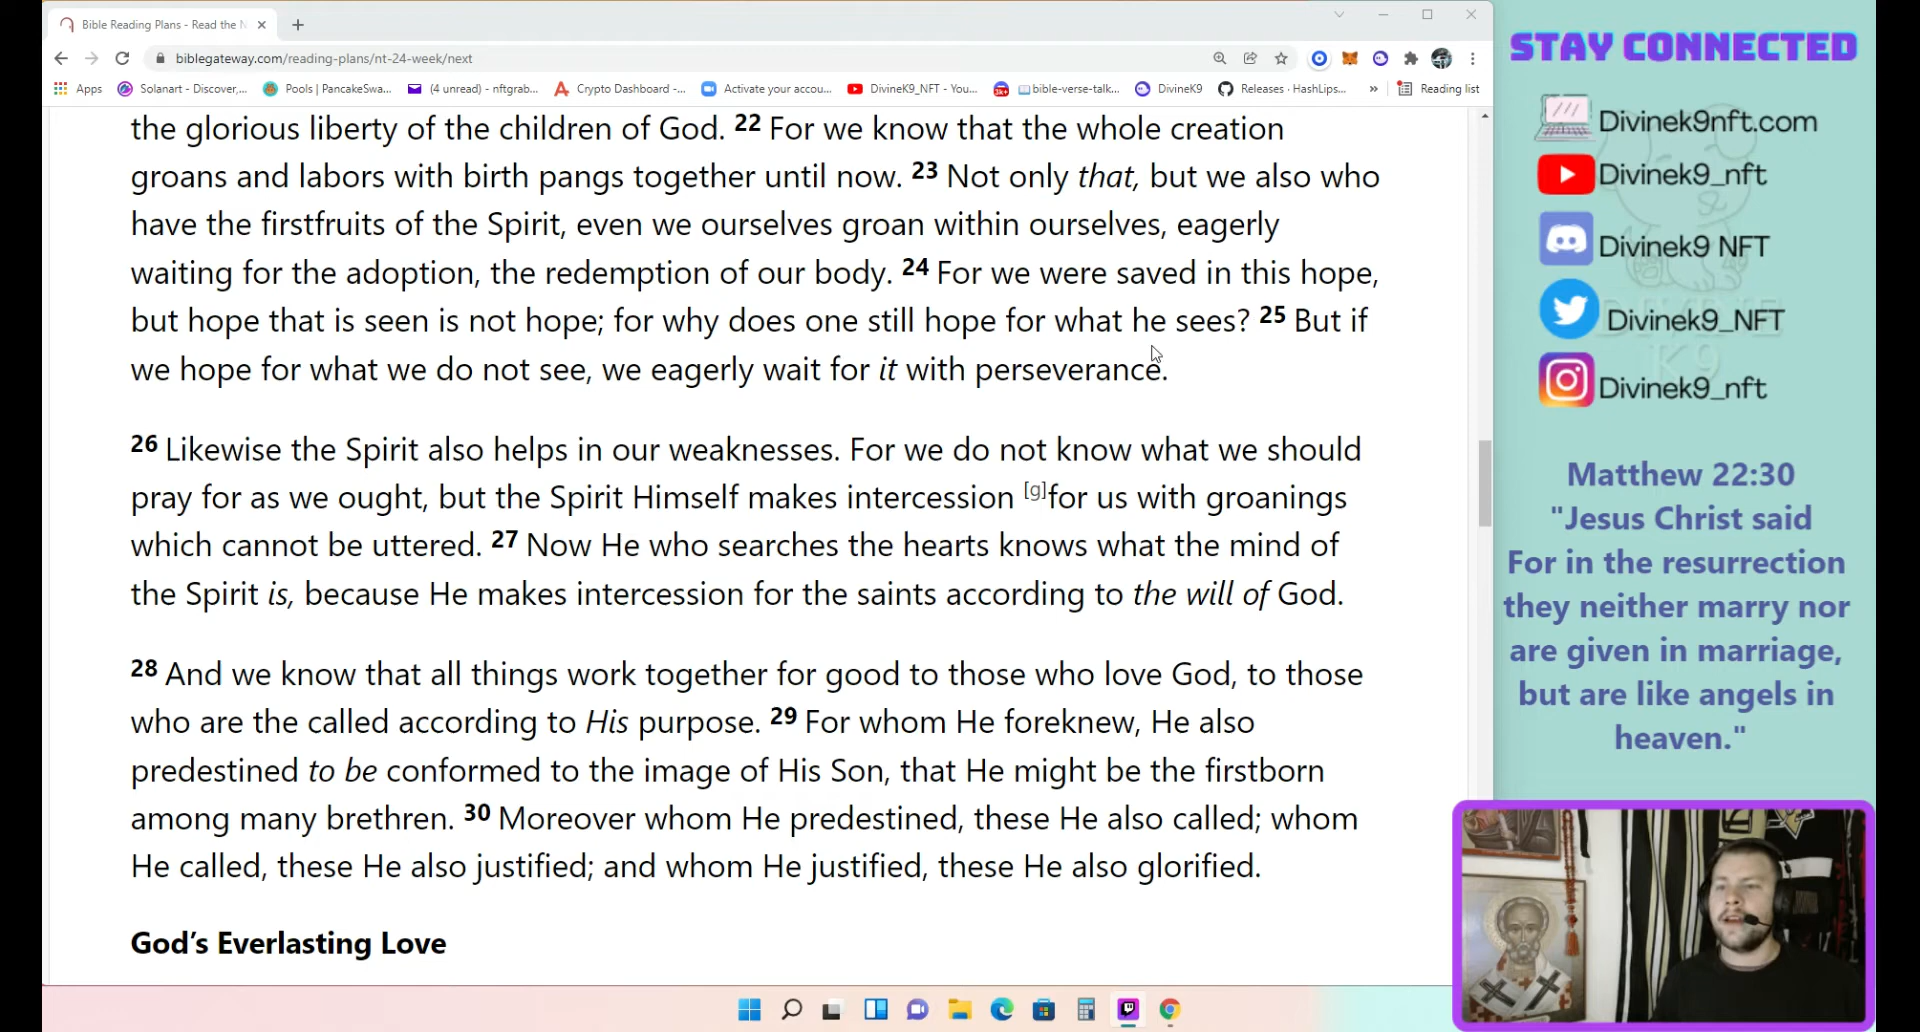 Bible Reading Plans - Read the N
biblegateway.com/reading-plans/nt-24-week/next
Apps
Solanart - Discover,...
Pools | PancakeSwa...
(4 unread) - nftgrab...
Crypto Dashboard -...
Activate your accou...
DivineK9_NFT - You...
bible-verse-talk...
DivineK9
Releases · HashLips...
»
Reading list
the glorious liberty of the children of God. 22 For we know that the whole creation
groans and labors with birth pangs together until now. 23 Not only that, but we also who
have the firstfruits of the Spirit, even we ourselves groan within ourselves, eagerly
waiting for the adoption, the redemption of our body. 24 For we were saved in this hope,
but hope that is seen is not hope; for why does one still hope for what he sees? 25 But if
we hope for what we do not see, we eagerly wait for it with perseverance.
26 Likewise the Spirit also helps in our weaknesses. For we do not know what we should
pray for as we ought, but the Spirit Himself makes intercession [g]for us with groanings
which cannot be uttered. 27 Now He who searches the hearts knows what the mind of
the Spirit is, because He makes intercession for the saints according to the will of God.
28 And we know that all things work together for good to those who love God, to those
who are the called according to His purpose. 29 For whom He foreknew, He also
predestined to be conformed to the image of His Son, that He might be the firstborn
among many brethren. 30 Moreover whom He predestined, these He also called; whom
He called, these He also justified; and whom He justified, these He also glorified.
God's Everlasting Love
STAY CONNECTED
Divinek9nft.com
Divinek9_nft
Divinek9 NFT
Divinek9_NFT
Divinek9_nft
DIVINE
K9
Matthew 22:30
"Jesus Christ said
For in the resurrection
they neither marry nor
are given in marriage,
but are like angels in
heaven."